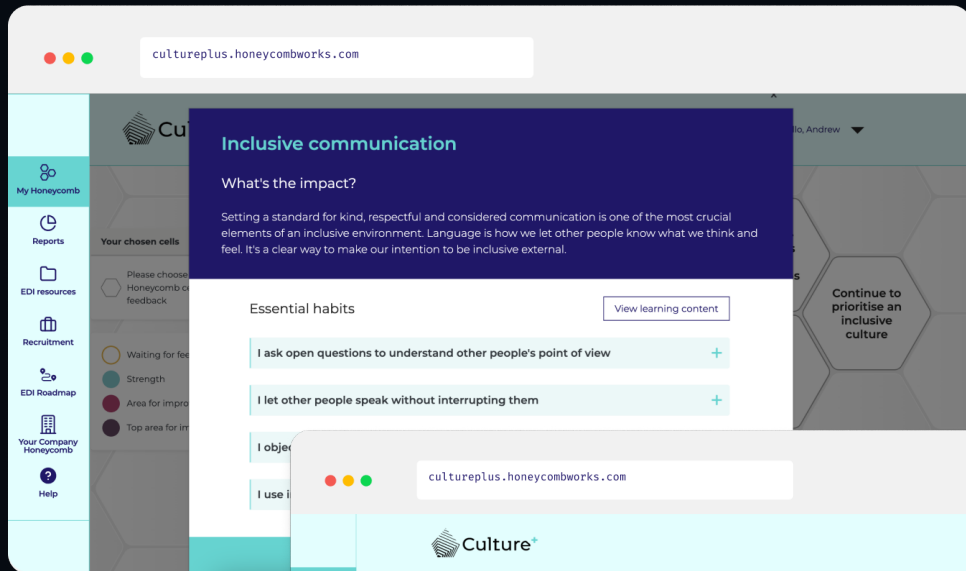 cultureplus.honeycombworks.com
x
Cu
llo, Andrew
Inclusive communication
What's the impact?
Setting a standard for kind, respectful and considered communication is one of the most crucial
elements of an inclusive environment. Language is how we let other people know what we think and
feel. It's a clear way to make our intention to be inclusive external.
My Honeycomb
Reports
EDI resources
Recruitment
EDI Roadmap
Your Company
Honeycomb
?
Help
Your chosen cells
Please choose
Honeycomb c
feedback
Waiting for fee
Strength
Area for impro
Top area for im
Essential habits
View learning content
I ask open questions to understand other people's point of view
+
I let other people speak without interrupting them
+
I obje
I use i
s
s
Continue to
prioritise an
inclusive
culture
cultureplus.honeycombworks.com
Culture+